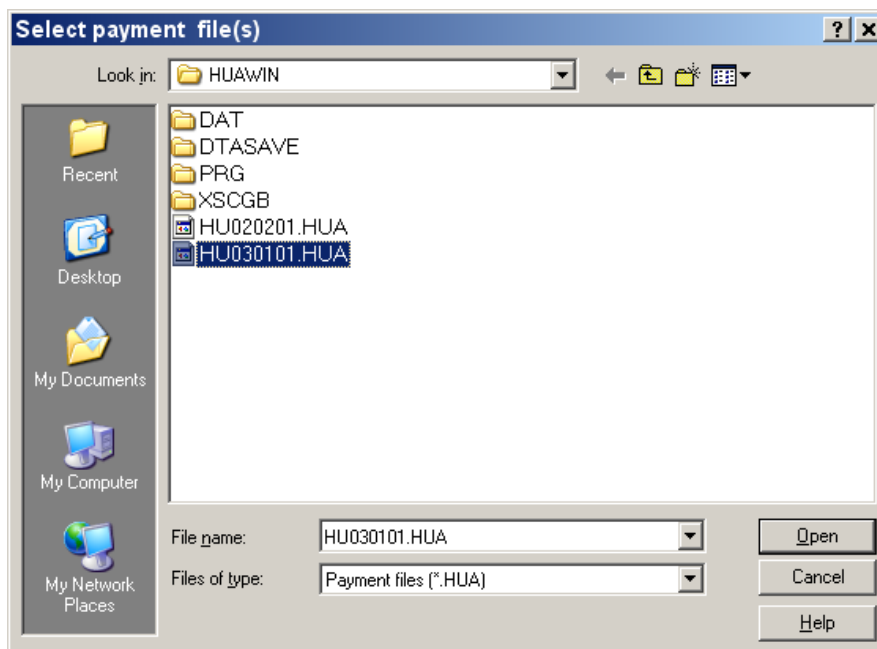 Select payment file(s)
Look in: HUAWIN
Recent
Desktop
My Documents
My Computer
My Network
Places
DAT
DTASAVE
PRG
XSCGB
HU020201.HUA
HU030101.HUA
File name: HU030101.HUA Open
Files of type: Payment files (*.HUA) Cancel
Help